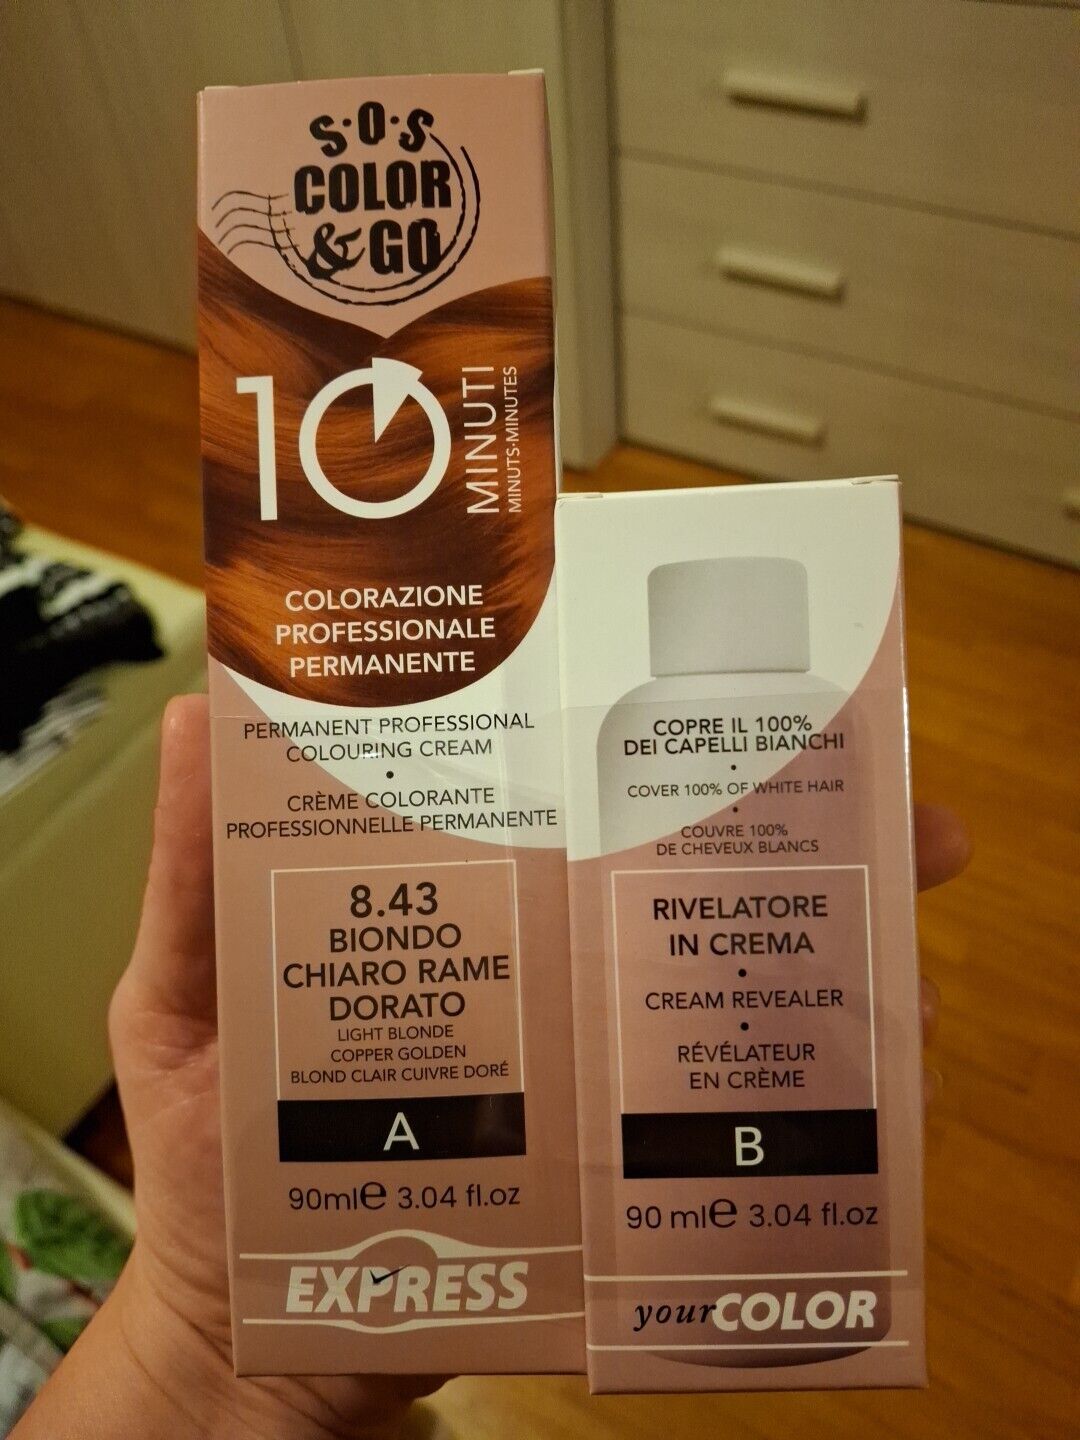 S·O·S
COLOR
& GO
10
MINUTI
MINUTS·MINUTES
COLORAZIONE
PROFESSIONALE
PERMANENTE
PERMANENT PROFESSIONAL
COLOURING CREAM
•
CRÈME COLORANTE
PROFESSIONNELLE PERMANENTE
8.43
BIONDO
CHIARO RAME
DORATO
LIGHT BLONDE
COPPER GOLDEN
BLOND CLAIR CUIVRE DORÉ
A
90ml℮ 3.04 fl.oz
EXPRESS
COPRE IL 100%
DEI CAPELLI BIANCHI
•
COVER 100% OF WHITE HAIR
•
COUVRE 100%
DE CHEVEUX BLANCS
RIVELATORE
IN CREMA
•
CREAM REVEALER
•
RÉVÉLATEUR
EN CRÈME
B
90 ml℮ 3.04 fl.oz
yourCOLOR